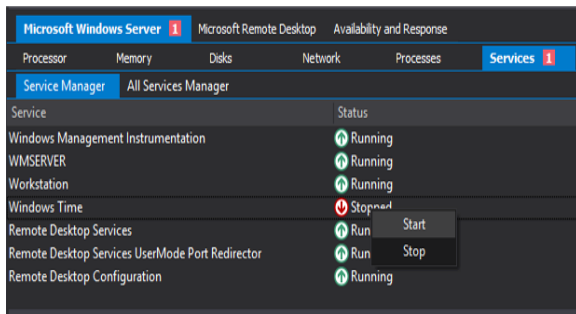 Microsoft Windows Server 1 Microsoft Remote Desktop Availability and Response
Processor Memory Disks Network Processes Services 1
Service Manager All Services Manager
Service Status
Windows Management Instrumentation Running
WMSERVER Running
Workstation Running
Windows Time Stopped
Start
Remote Desktop Services Run
Remote Desktop Services UserMode Port Redirector Run
Stop
Remote Desktop Configuration Running